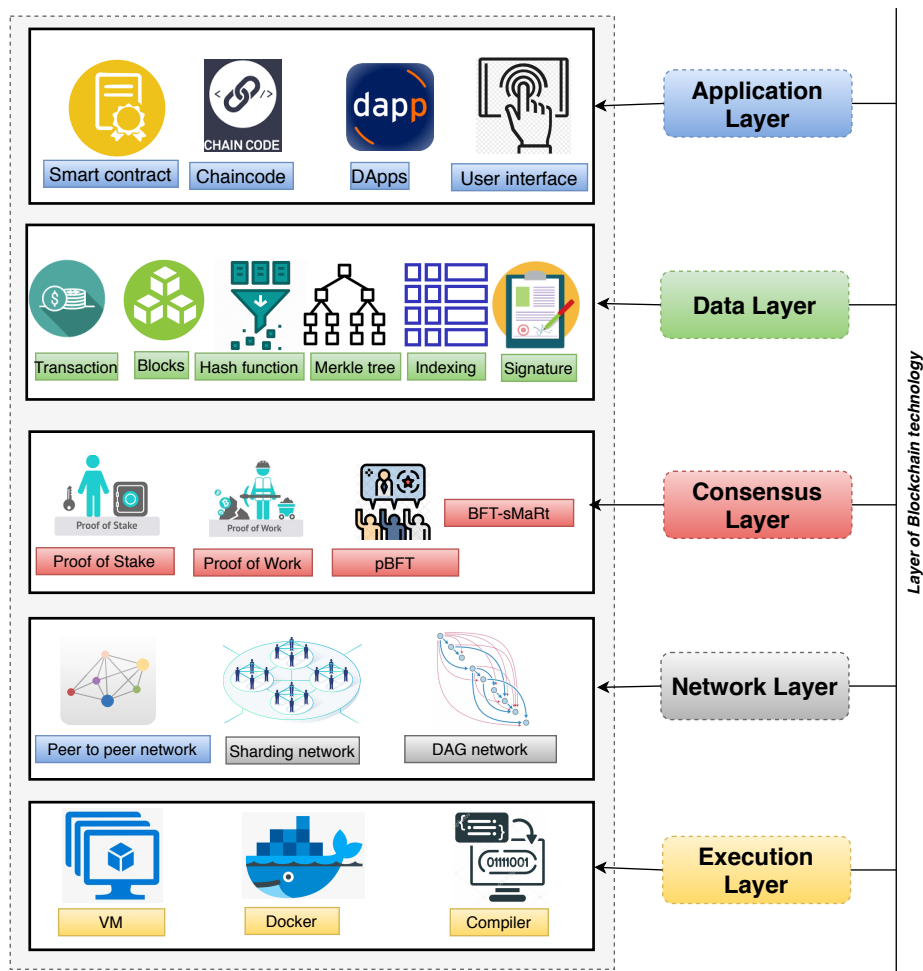 CHAIN CODE
dapp
Smart contract
Chaincode
DApps
User interface
Application
Layer
$
Transaction
Blocks
Hash function
Merkle tree
Indexing
Signature
Data Layer
Proof of Stake
Proof of Work
BFT-sMaRt
Proof of Stake
Proof of Work
pBFT
Consensus
Layer
Peer to peer network
Sharding network
DAG network
Network Layer
01111001
VM
Docker
Compiler
Execution
Layer
Layer of Blockchain technology